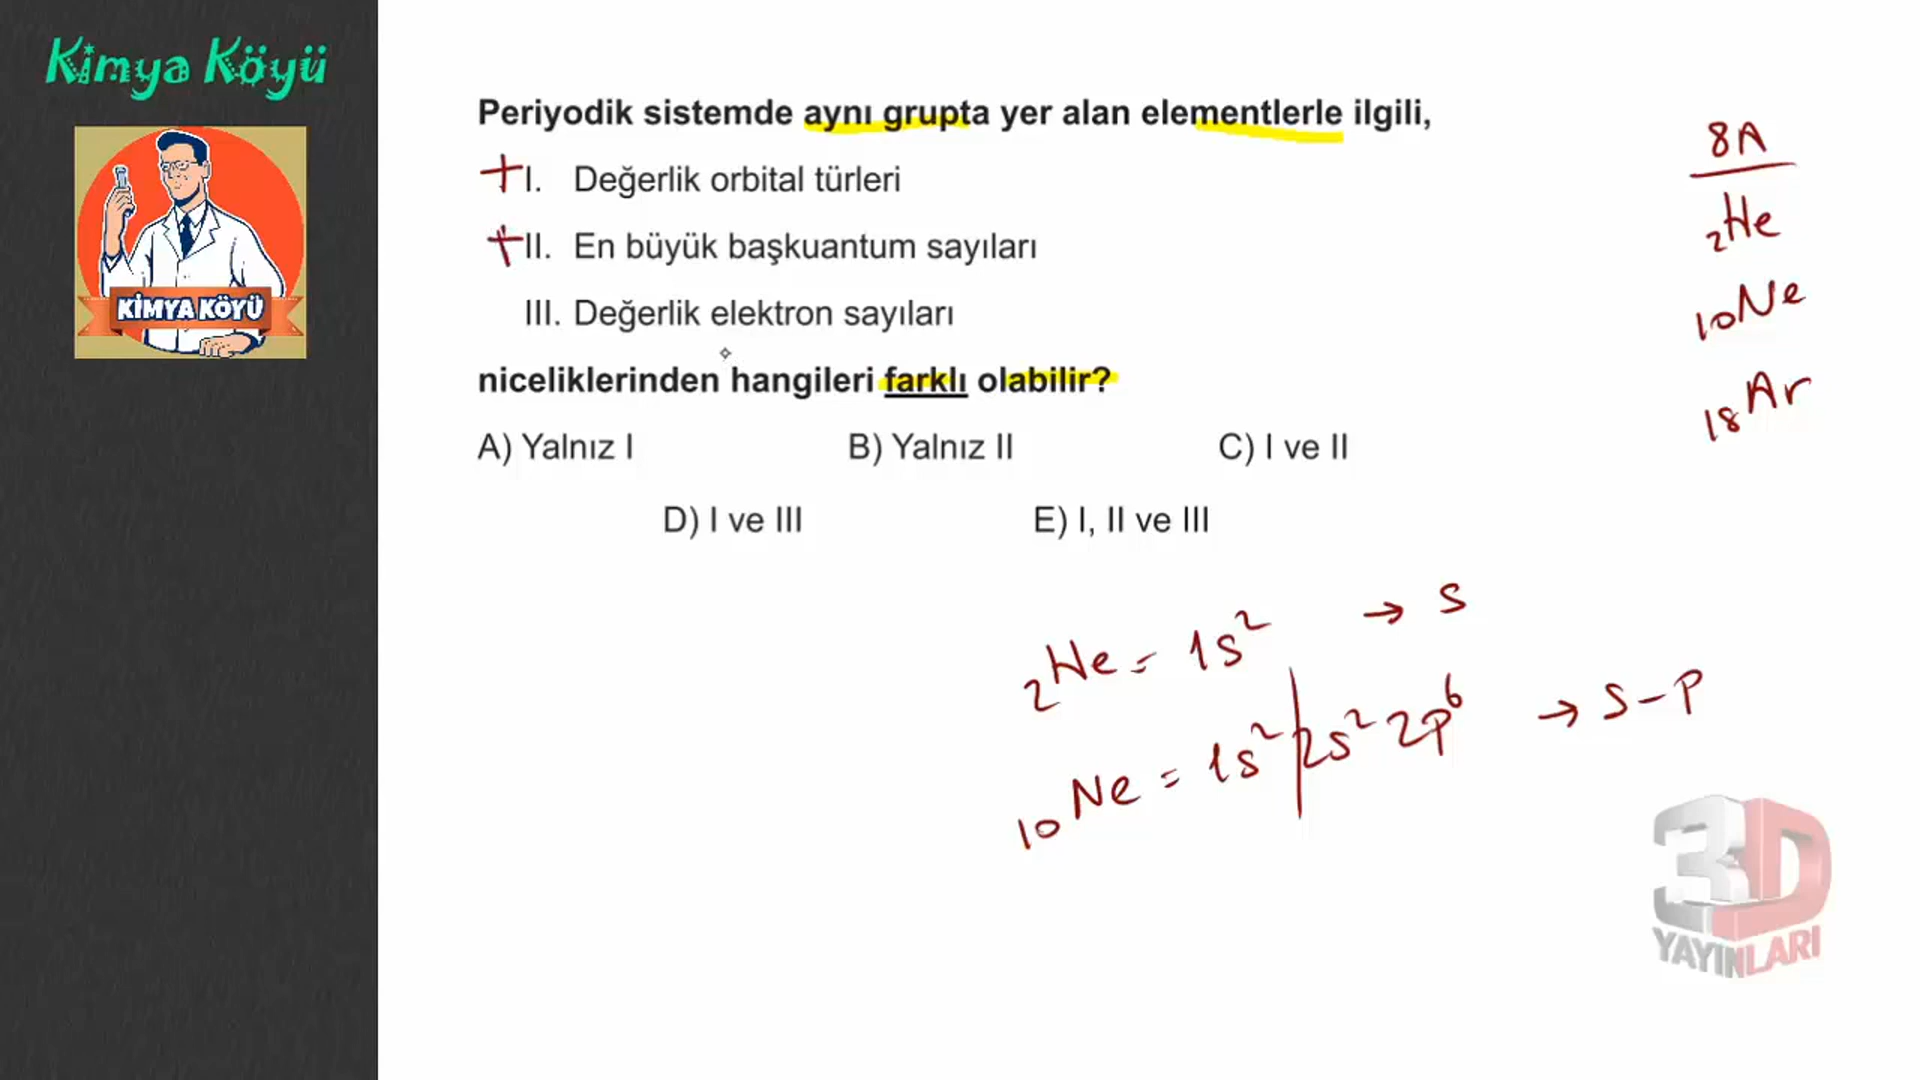 Kimya Köyü
KİMYA KÖYÜ
Periyodik sistemde aynı grupta yer alan elementlerle ilgili,
+ I. Değerlik orbital türleri
+ II. En büyük başkuantum sayıları
III. Değerlik elektron sayıları
niceliklerinden hangileri farklı olabilir?
A) Yalnız I B) Yalnız II C) I ve II
D) I ve III E) I, II ve III
8A
₂He
₁₀Ne
₁₈Ar
₂He = 1s² → s
₁₀Ne = 1s² | 2s² 2p⁶ → s - p
3D
YAYINLARI